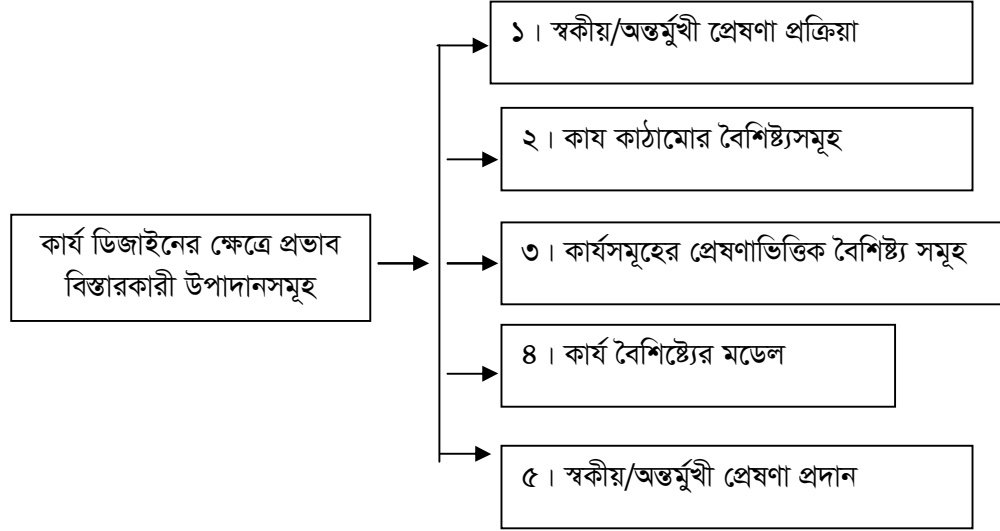 ১। স্বকীয়/অন্তর্মুখী প্রেষণা প্রক্রিয়া
২। কায কাঠামোর বৈশিষ্ট্যসমূহ
কার্য ডিজাইনের ক্ষেত্রে প্রভাব
বিস্তারকারী উপাদানসমূহ
৩। কার্যসমূহের প্রেষণাভিত্তিক বৈশিষ্ট্য সমূহ
৪। কার্য বৈশিষ্ট্যের মডেল
৫। স্বকীয়/অন্তর্মুখী প্রেষণা প্রদান